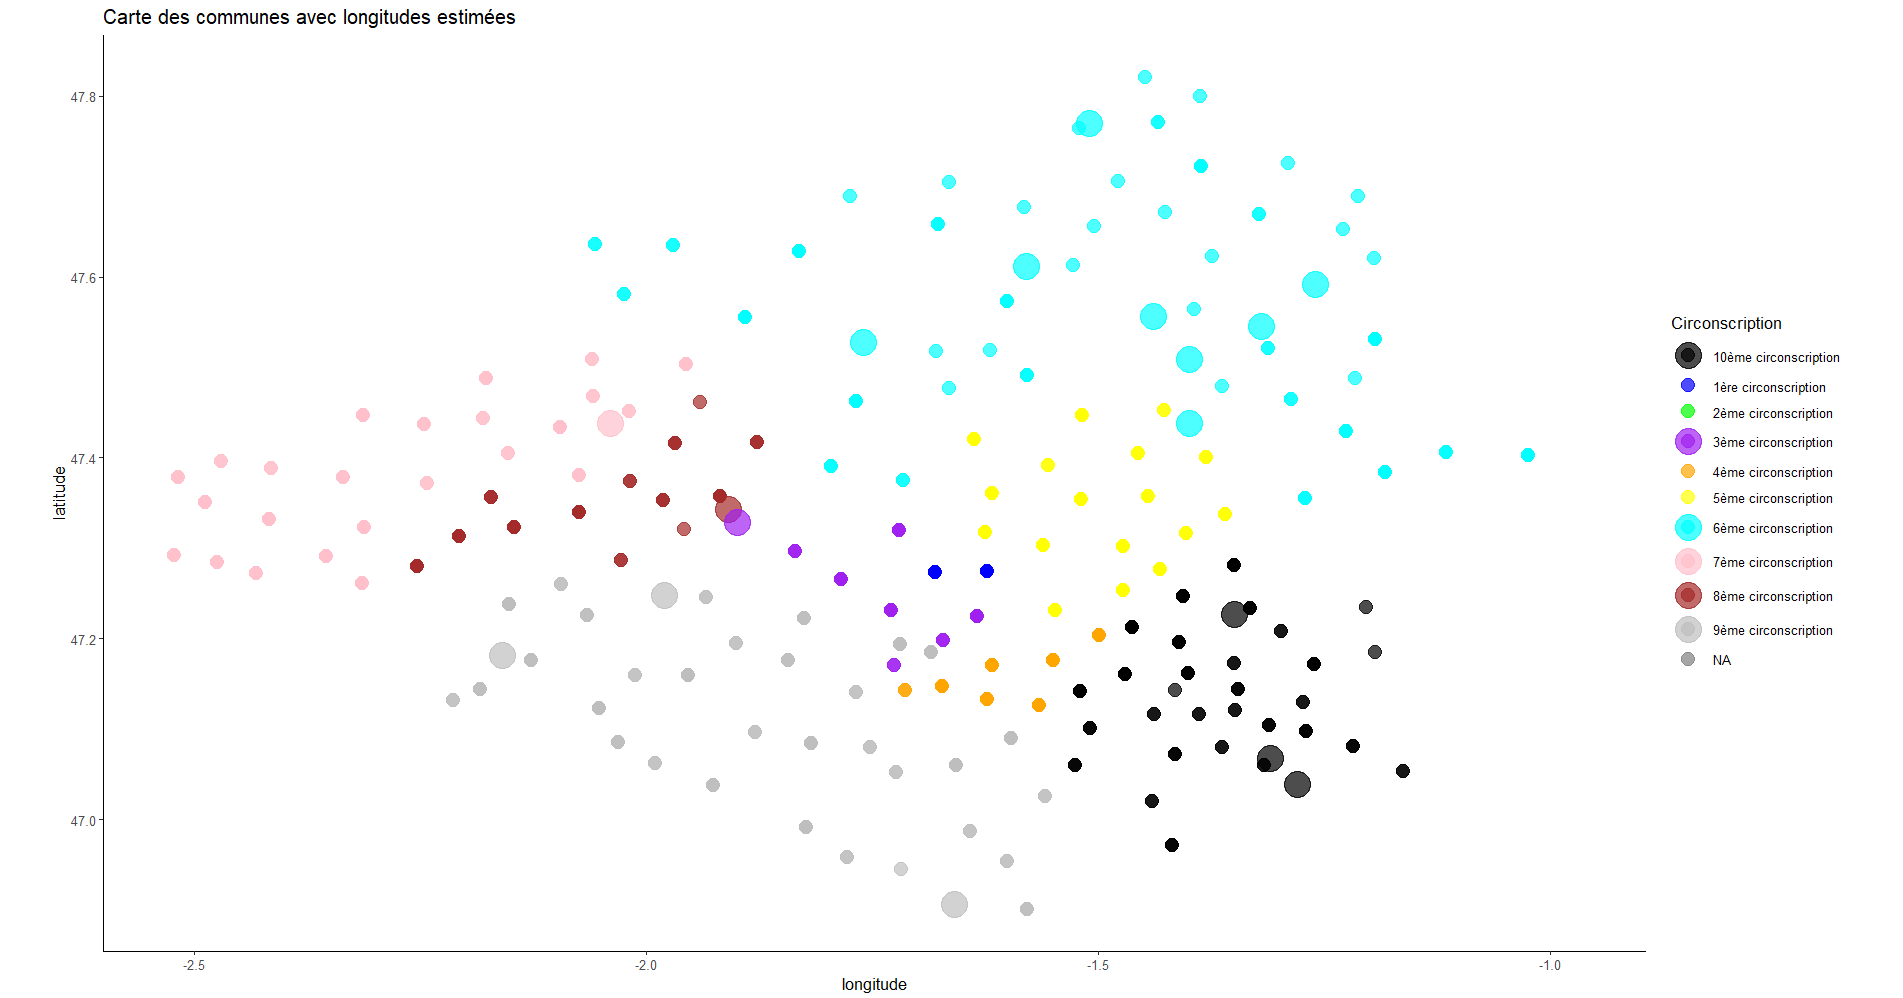 Carte des communes avec longitudes estimées
47.8
47.6
47.4
47.2
47.0
latitude
-2.5
-2.0
-1.5
-1.0
longitude
Circonscription
10ème circonscription
1ère circonscription
2ème circonscription
3ème circonscription
4ème circonscription
5ème circonscription
6ème circonscription
7ème circonscription
8ème circonscription
9ème circonscription
NA